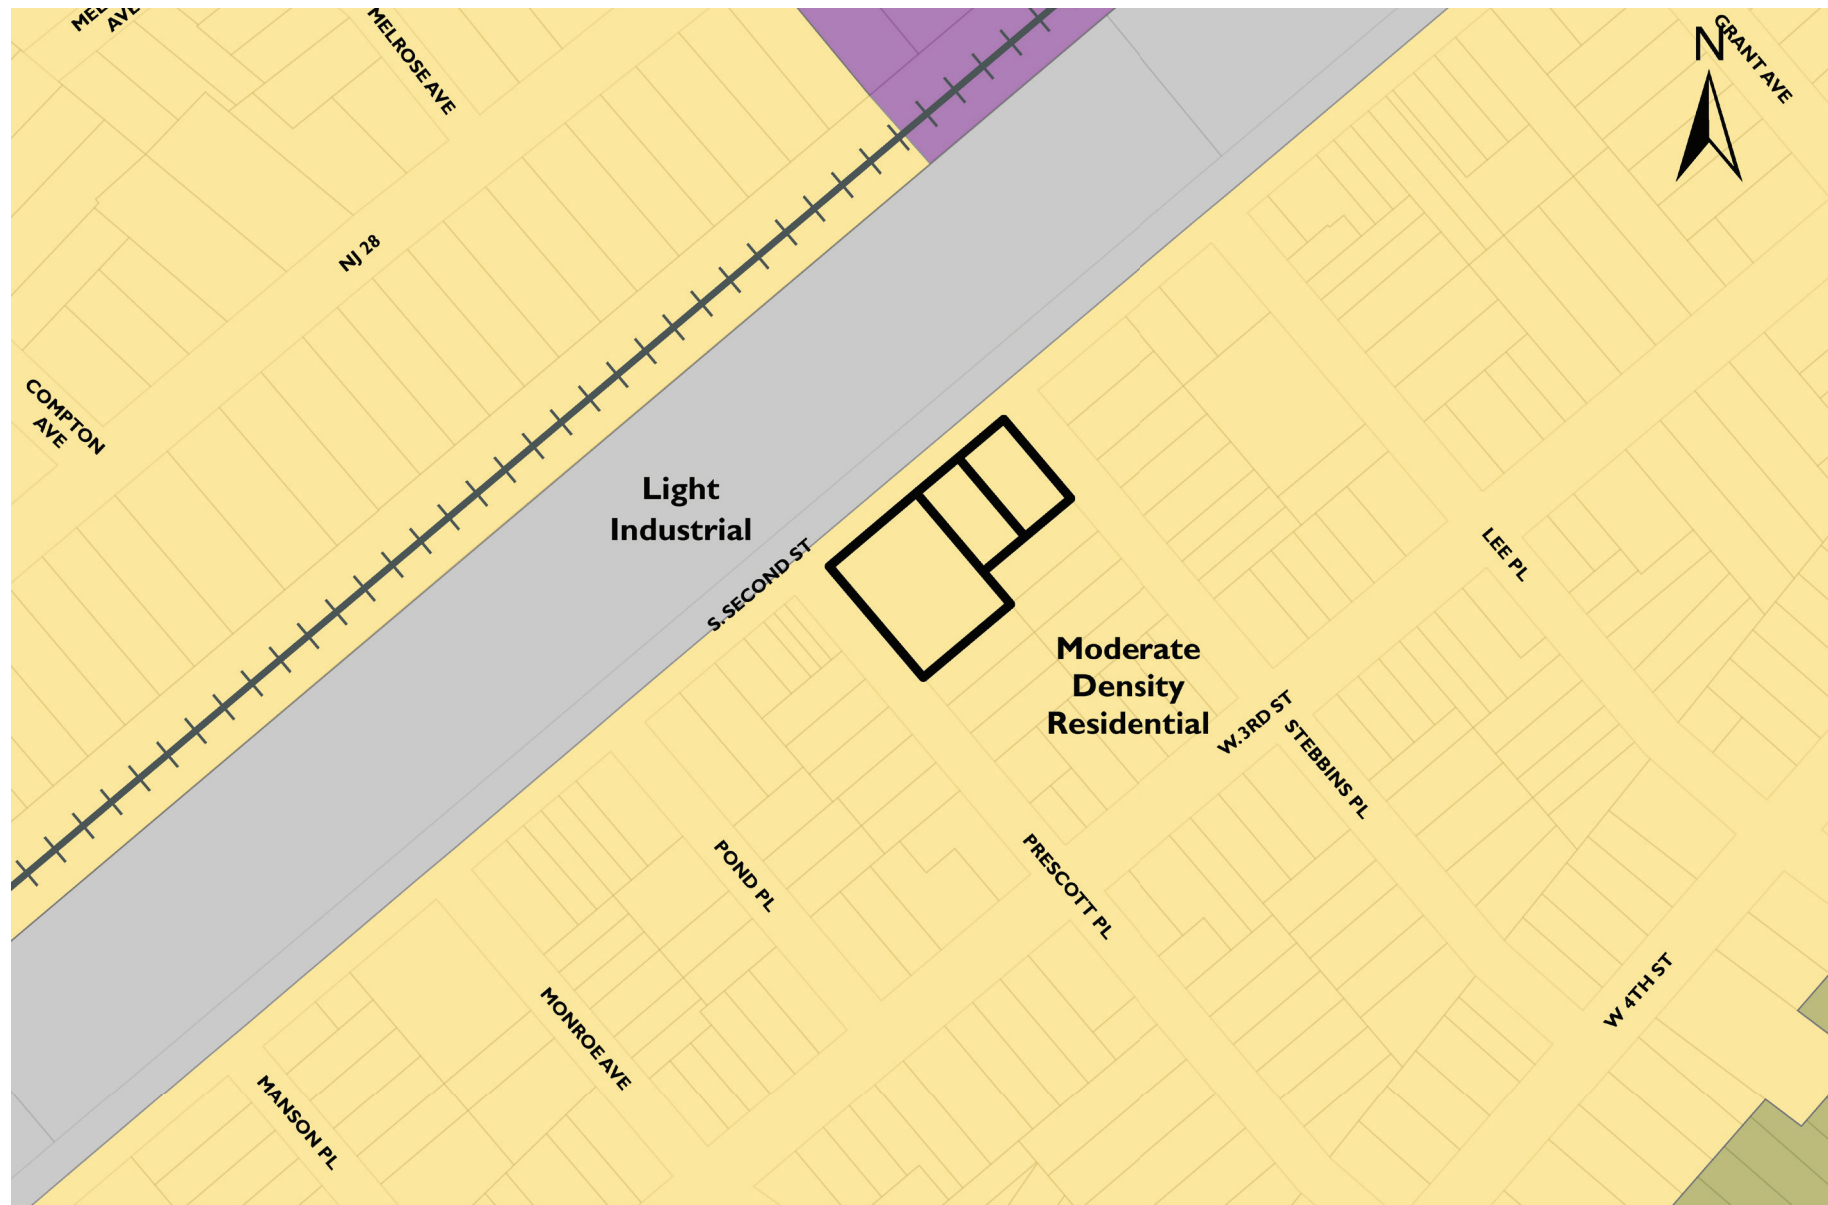 AVE
MELROSE AVE
GRANT AVE
N
NJ 28
COMPTON
AVE
Light
Industrial
S. SECOND ST
LEE PL
Moderate
Density
Residential
W. 3RD ST
STEBBINS PL
POND PL
PRESCOTT PL
W 4TH ST
MONROE AVE
MANSON PL